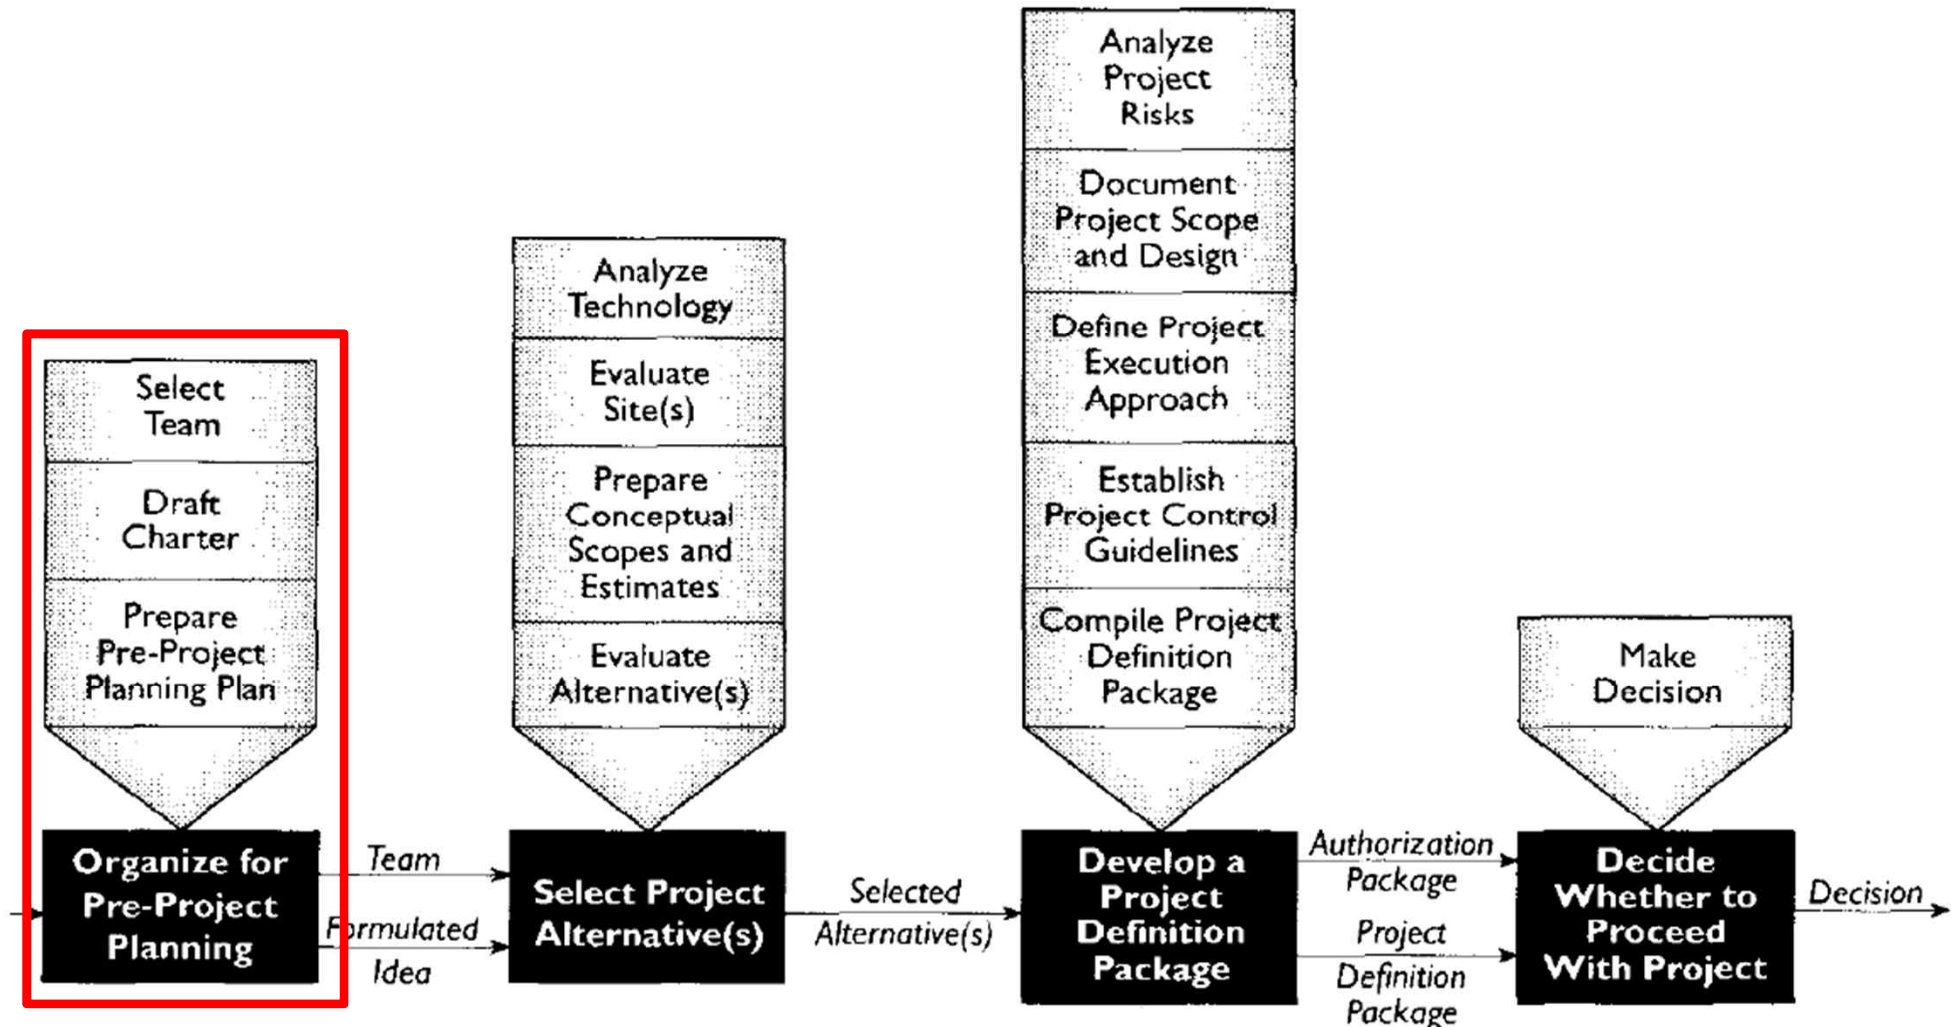 Select
Team
Draft
Charter
Prepare
Pre-Project
Planning Plan
Organize for
Pre-Project
Planning
Team
Formulated
Idea
Analyze
Technology
Evaluate
Site(s)
Prepare
Conceptual
Scopes and
Estimates
Evaluate
Alternative(s)
Select Project
Alternative(s)
Selected
Alternative(s)
Analyze
Project
Risks
Document
Project Scope
and Design
Define Project
Execution
Approach
Establish
Project Control
Guidelines
Compile Project
Definition
Package
Develop a
Project
Definition
Package
Authorization
Package
Project
Definition
Package
Make
Decision
Decide
Whether to
Proceed
With Project
Decision